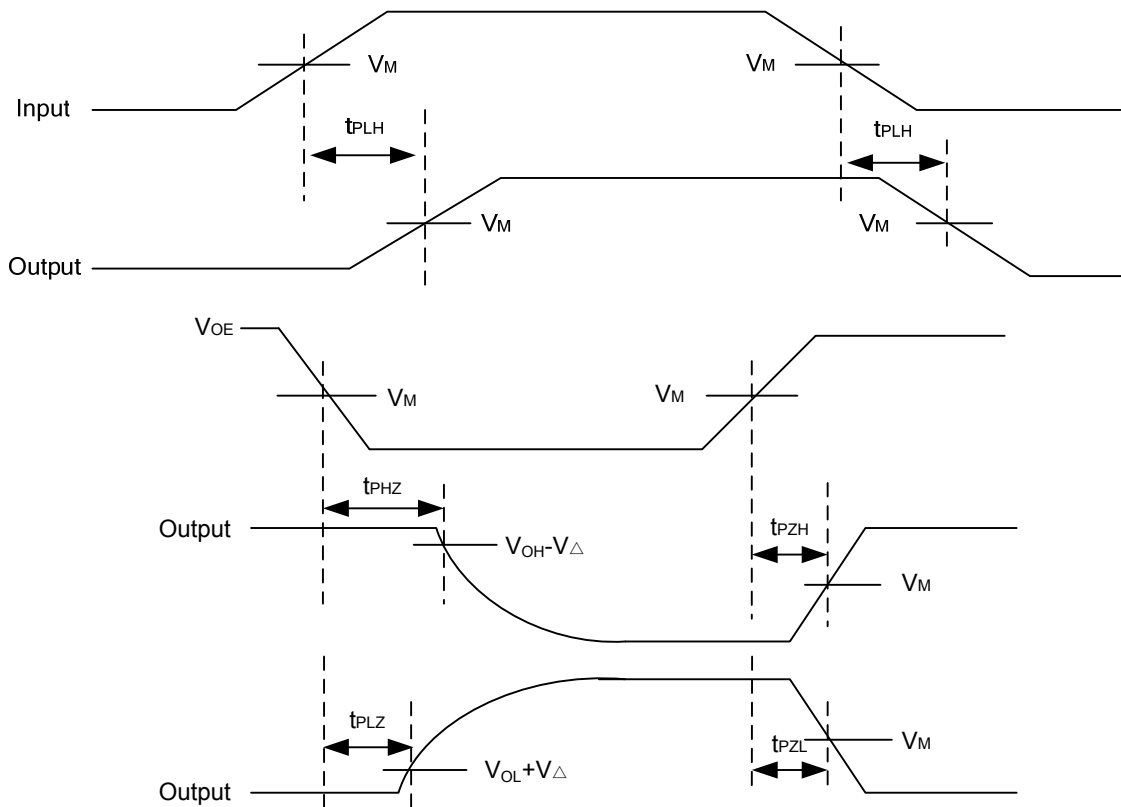 VM VM
Input
tPLH tPLH
VM VM
Output
VOE
VM VM
tPHZ
Output tPZH
VOH-V△
VM
tPLZ
VM
tPZL
VOL+V△
Output